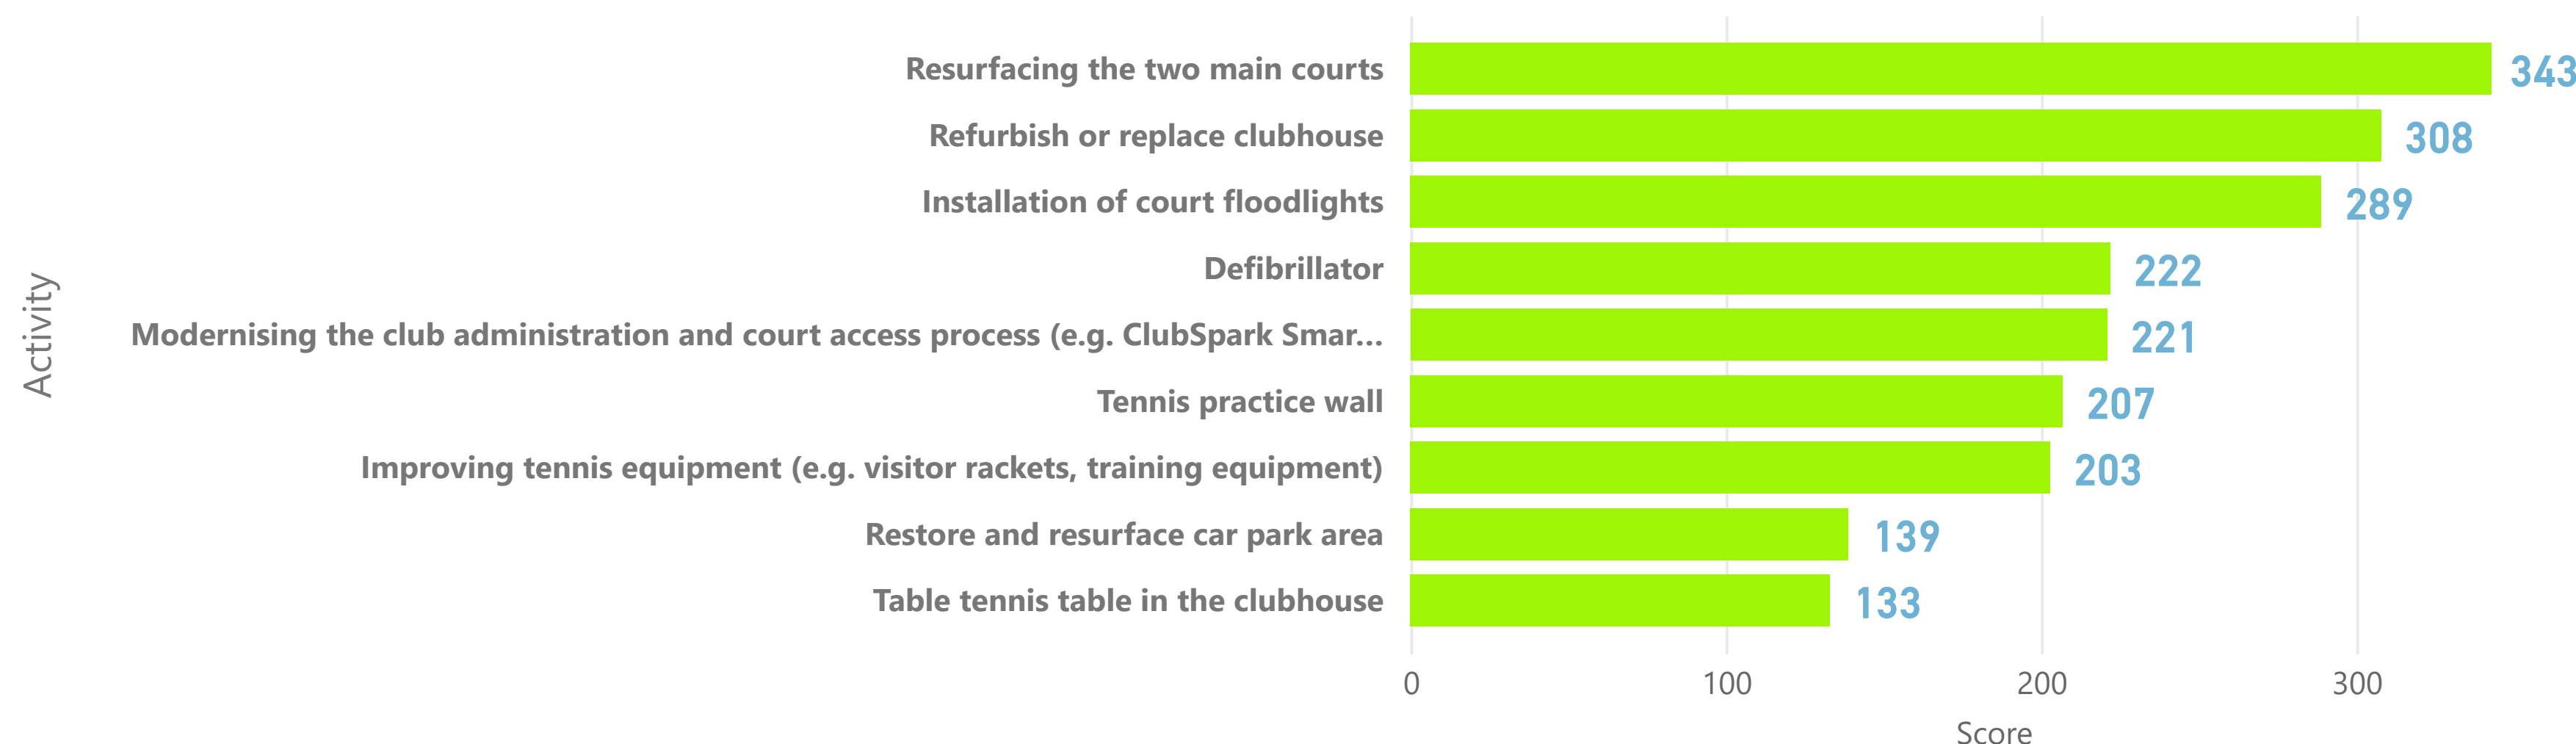 Activity
Resurfacing the two main courts 343
Refurbish or replace clubhouse 308
Installation of court floodlights 289
Defibrillator 222
Modernising the club administration and court access process (e.g. ClubSpark Smar... 221
Tennis practice wall 207
Improving tennis equipment (e.g. visitor rackets, training equipment) 203
Restore and resurface car park area 139
Table tennis table in the clubhouse 133
0 100 200 300
Score